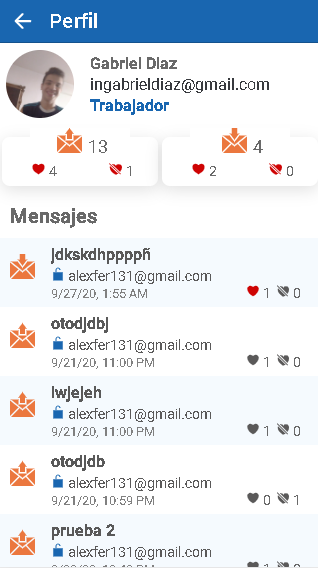 Perfil
Gabriel Diaz
ingabrieldiaz@gmail.com
Trabajador
13
4 1
4
2 0
Mensajes
jdkskdhppppñ
alexfer131@gmail.com
9/27/20, 1:55 AM 1 0
otodjdbj
alexfer131@gmail.com
9/21/20, 11:00 PM 1 0
lwjejeh
alexfer131@gmail.com
9/21/20, 11:00 PM 1 0
otodjdb
alexfer131@gmail.com
9/21/20, 10:59 PM 0 1
prueba 2
alexfer131@gmail.com